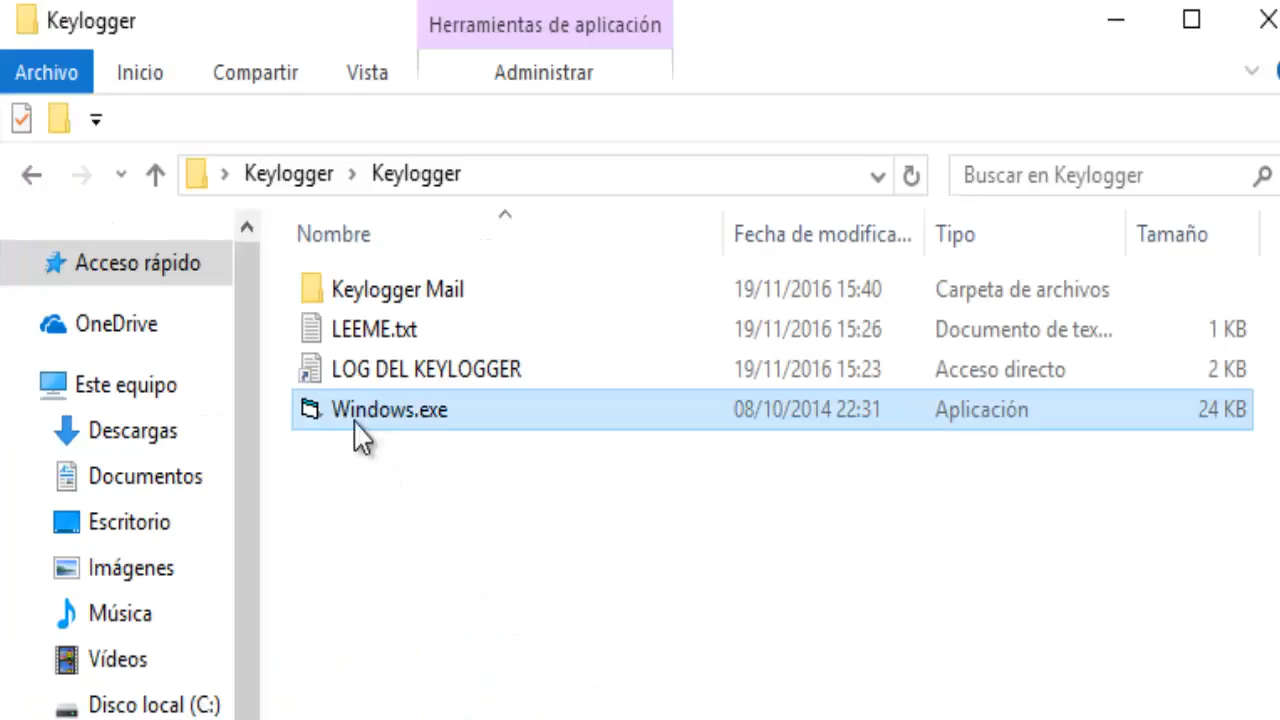 Keylogger
Herramientas de aplicación
Archivo Inicio Compartir Vista Administrar
Keylogger › Keylogger
Buscar en Keylogger
Nombre Fecha de modifica... Tipo Tamaño
Acceso rápido
OneDrive
Este equipo
Descargas
Documentos
Escritorio
Imágenes
Música
Vídeos
Disco local (C:)
Keylogger Mail 19/11/2016 15:40 Carpeta de archivos
LEEME.txt 19/11/2016 15:26 Documento de tex... 1 KB
LOG DEL KEYLOGGER 19/11/2016 15:23 Acceso directo 2 KB
Windows.exe 08/10/2014 22:31 Aplicación 24 KB